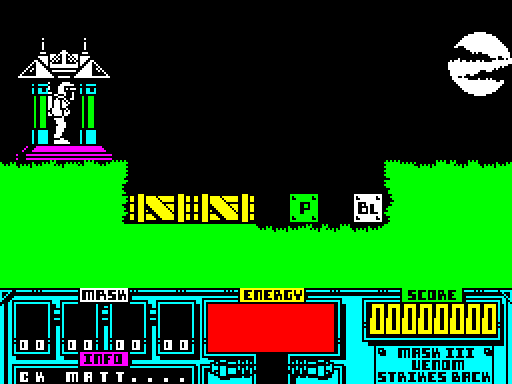 P
BL
MASK
ENERGY
SCORE
00 00 00 00
00000000
INFO
MASK III
VENOM
STRIKES BACK
CK MATT....